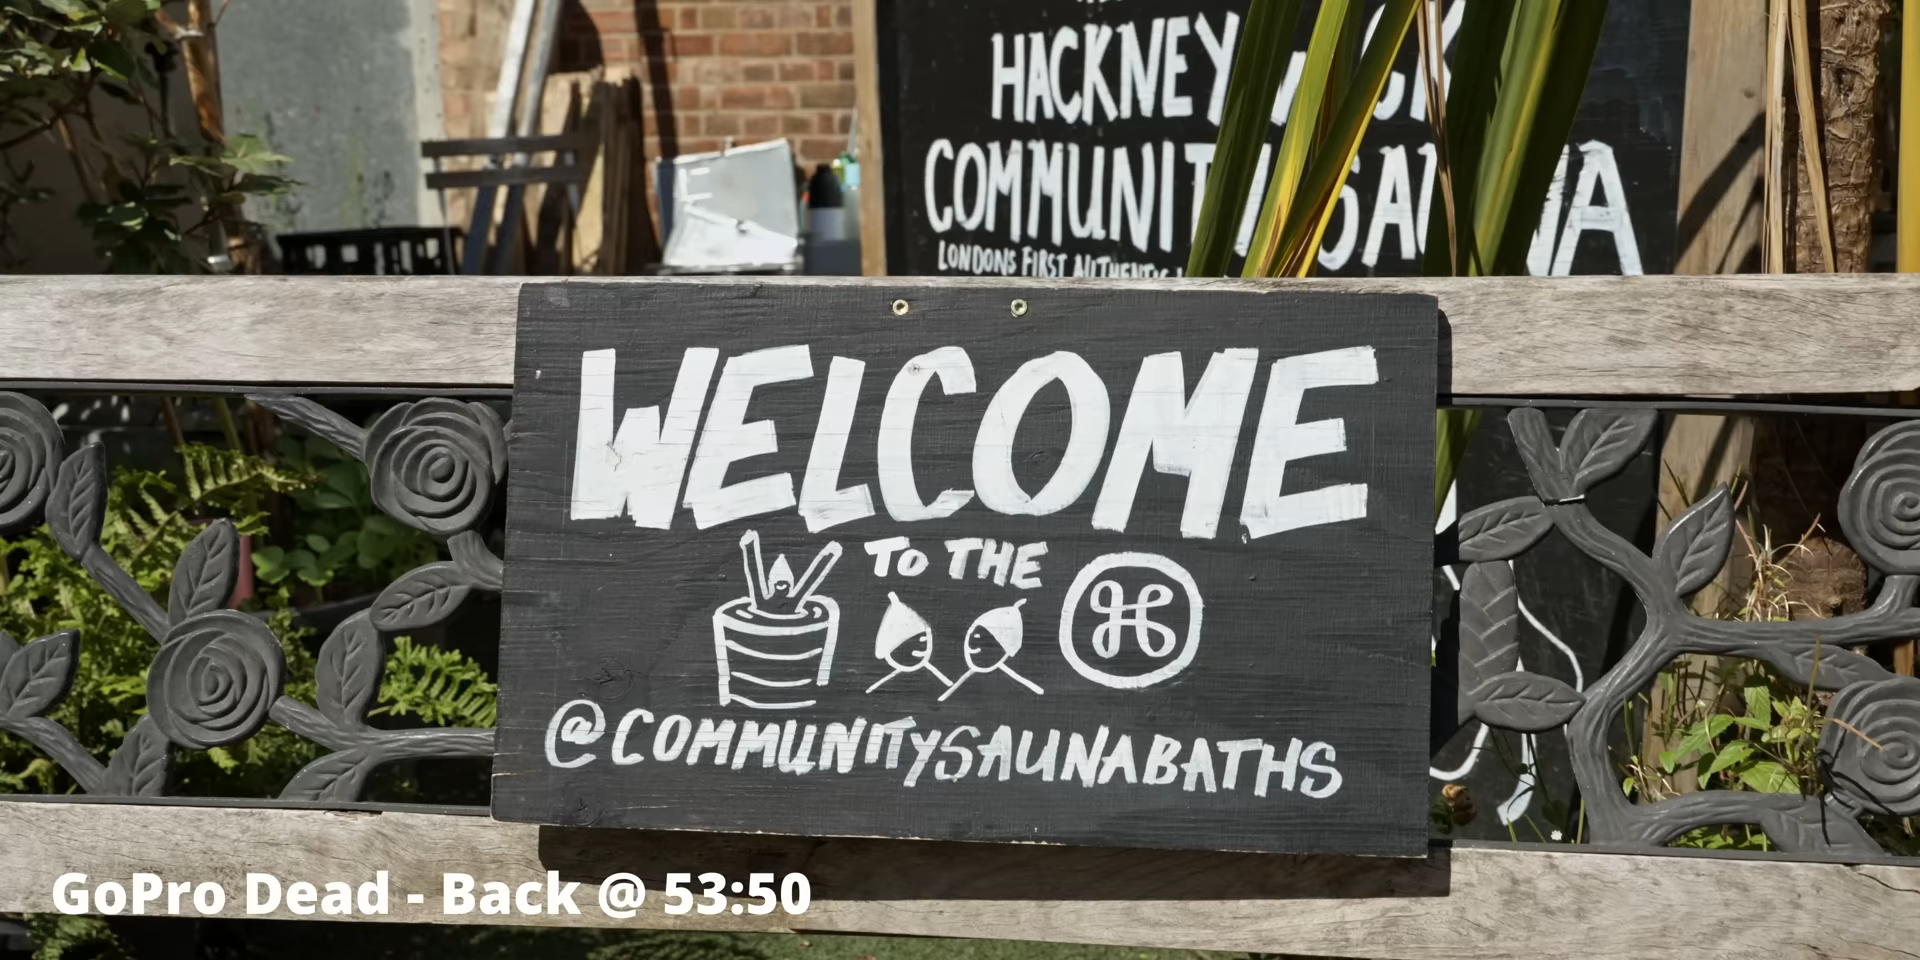 HACKNEY
COMMUNITY SAUNA
LONDONS FIRST AUTHENTIC
WELCOME
TO THE
@COMMUNITYSAUNABATHS
GoPro Dead - Back @ 53:50